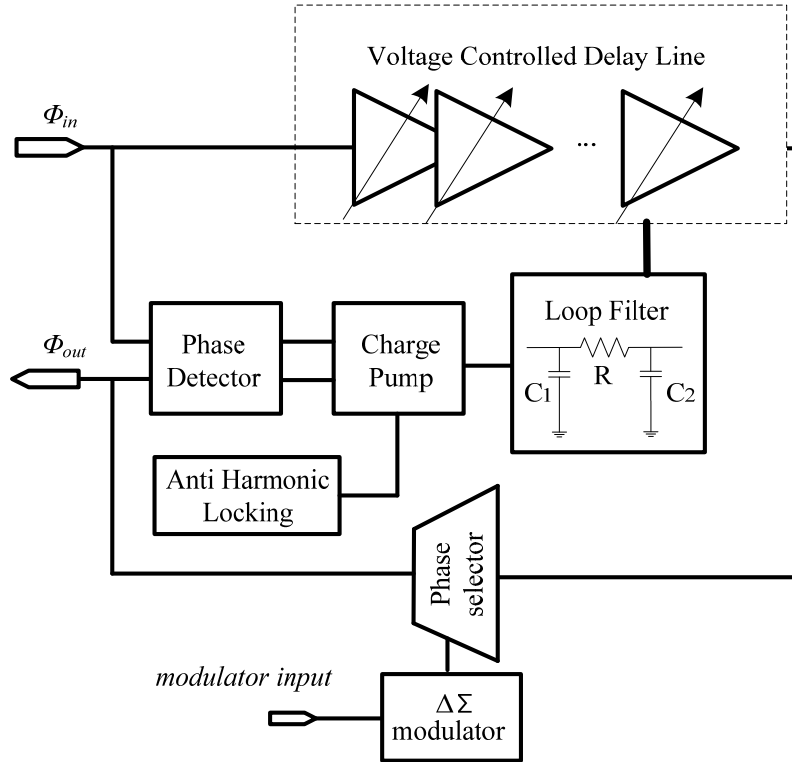 Voltage Controlled Delay Line
Φin
...
Loop Filter
R
C1
C2
Φout
Phase
Detector
Charge
Pump
Anti Harmonic
Locking
Phase
selector
modulator input
ΔΣ
modulator